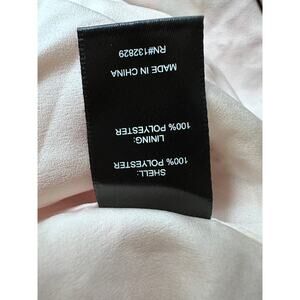 SHELL:
100% POLYESTER
LINING:
100% POLYESTER
MADE IN CHINA
RN#132829